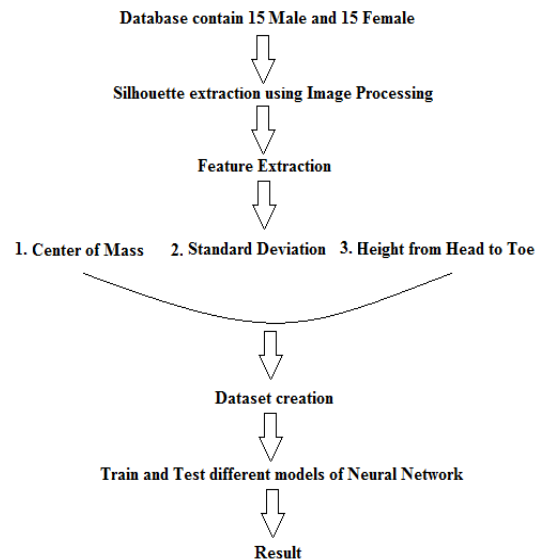 Database contain 15 Male and 15 Female
Silhouette extraction using Image Processing
Feature Extraction
1. Center of Mass 2. Standard Deviation 3. Height from Head to Toe
Dataset creation
Train and Test different models of Neural Network
Result